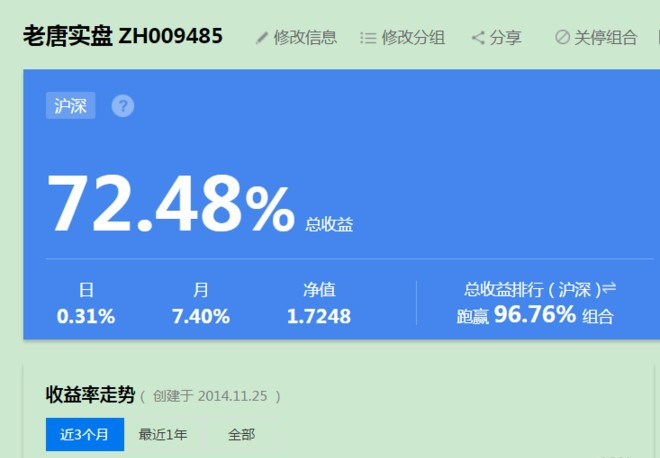 老唐实盘 ZH009485 修改信息 修改分组 分享 关停组合
沪深 ?
72.48% 总收益
日 月 净值 总收益排行 ( 沪深 )⇌
0.31% 7.40% 1.7248 跑赢 96.76% 组合
收益率走势 ( 创建于 2014.11.25 )
近3个月 最近1年 全部